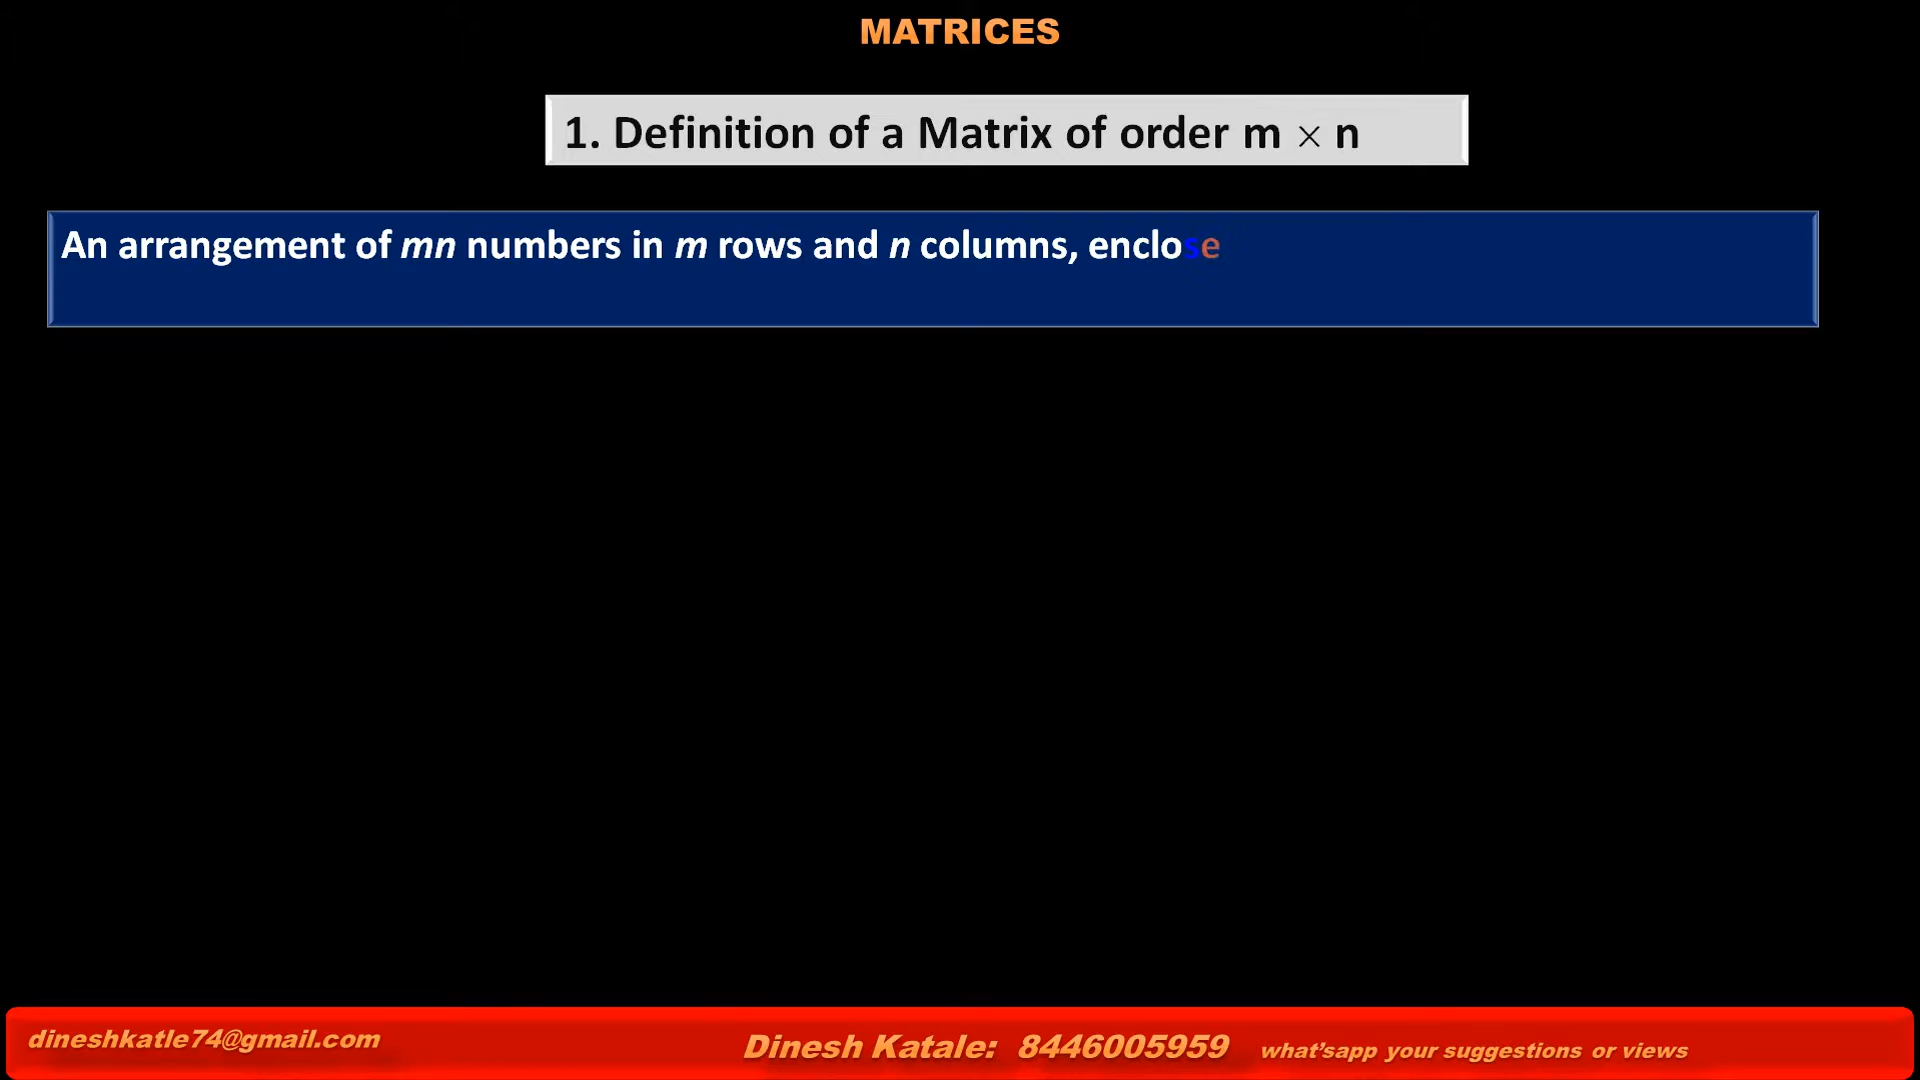 MATRICES
1. Definition of a Matrix of order m × n
An arrangement of mn numbers in m rows and n columns, enclose
dineshkatle74@gmail.com
Dinesh Katale: 8446005959 what'sapp your suggestions or views